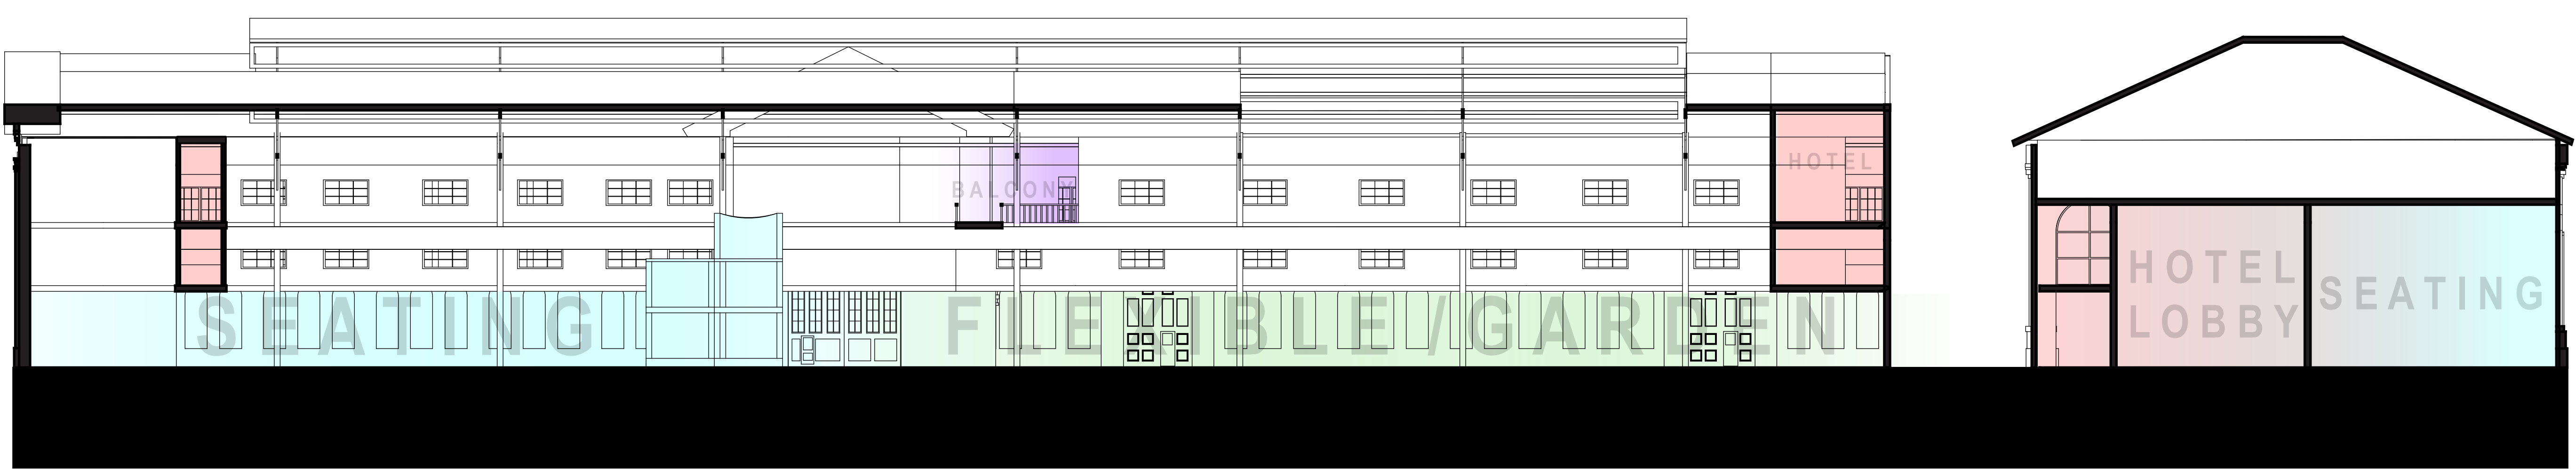 HOTEL
BALCONY
SEATING
FLEXIBLE/GARDEN
HOTEL
LOBBY
SEATING